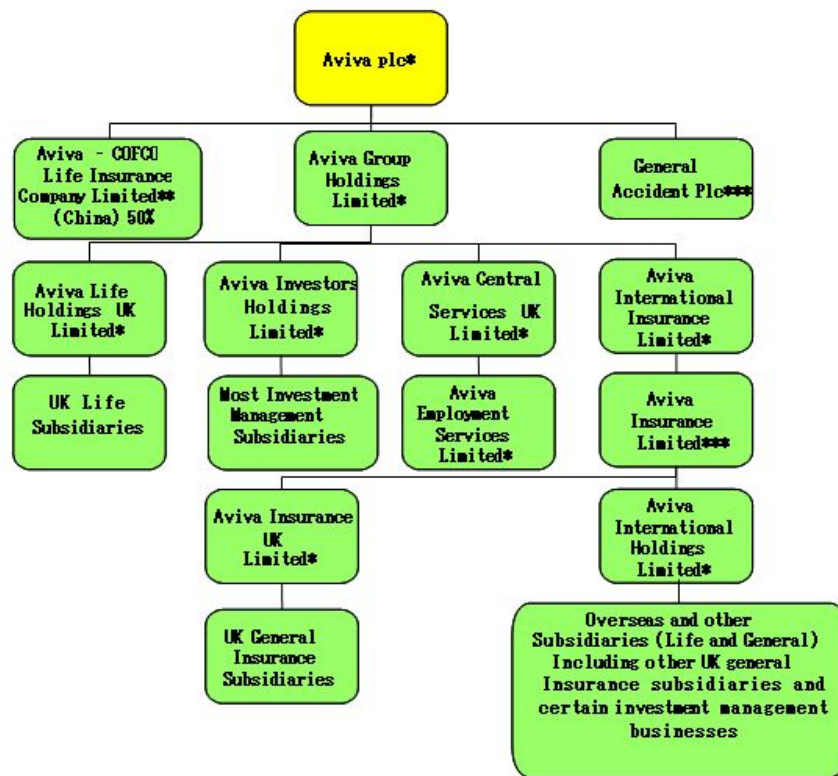 Aviva plc*
Aviva - COFCO
Life Insurance
Company Limited**
(China) 50%
Aviva Group
Holdings
Limited*
General
Accident Plc***
Aviva Life
Holdings UK
Limited*
Aviva Investors
Holdings
Limited*
Aviva Central
Services UK
Limited*
Aviva
International
Insurance
Limited*
UK Life
Subsidiaries
Most Investment
Management
Subsidiaries
Aviva
Employment
Services
Limited*
Aviva
Insurance
Limited***
Aviva Insurance
UK
Limited*
Aviva
International
Holdings
Limited*
UK General
Insurance
Subsidiaries
Overseas and other
Subsidiaries (Life and General)
Including other UK general
Insurance subsidiaries and
certain investment management
businesses